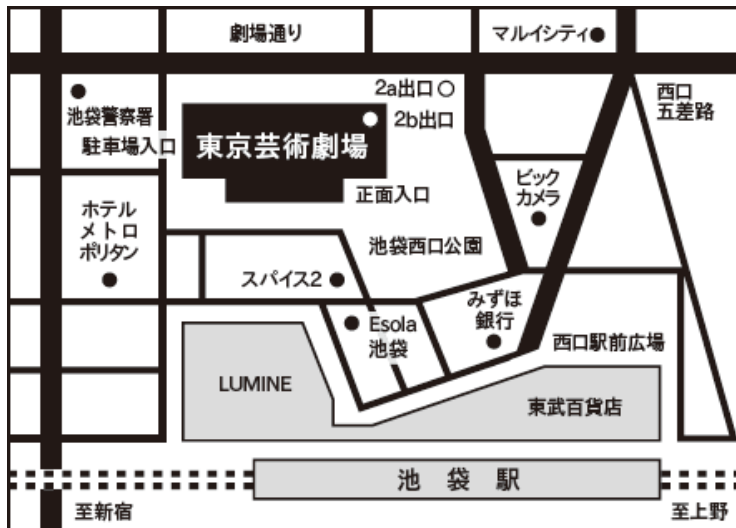 劇場通り
マルイシティ
2a出口
西口
五差路
池袋警察署
2b出口
駐車場入口
東京芸術劇場
正面入口
ビック
カメラ
ホテル
メトロ
ポリタン
池袋西口公園
スパイス2
みずほ
銀行
Esola
池袋
西口駅前広場
LUMINE
東武百貨店
池袋駅
至新宿
至上野